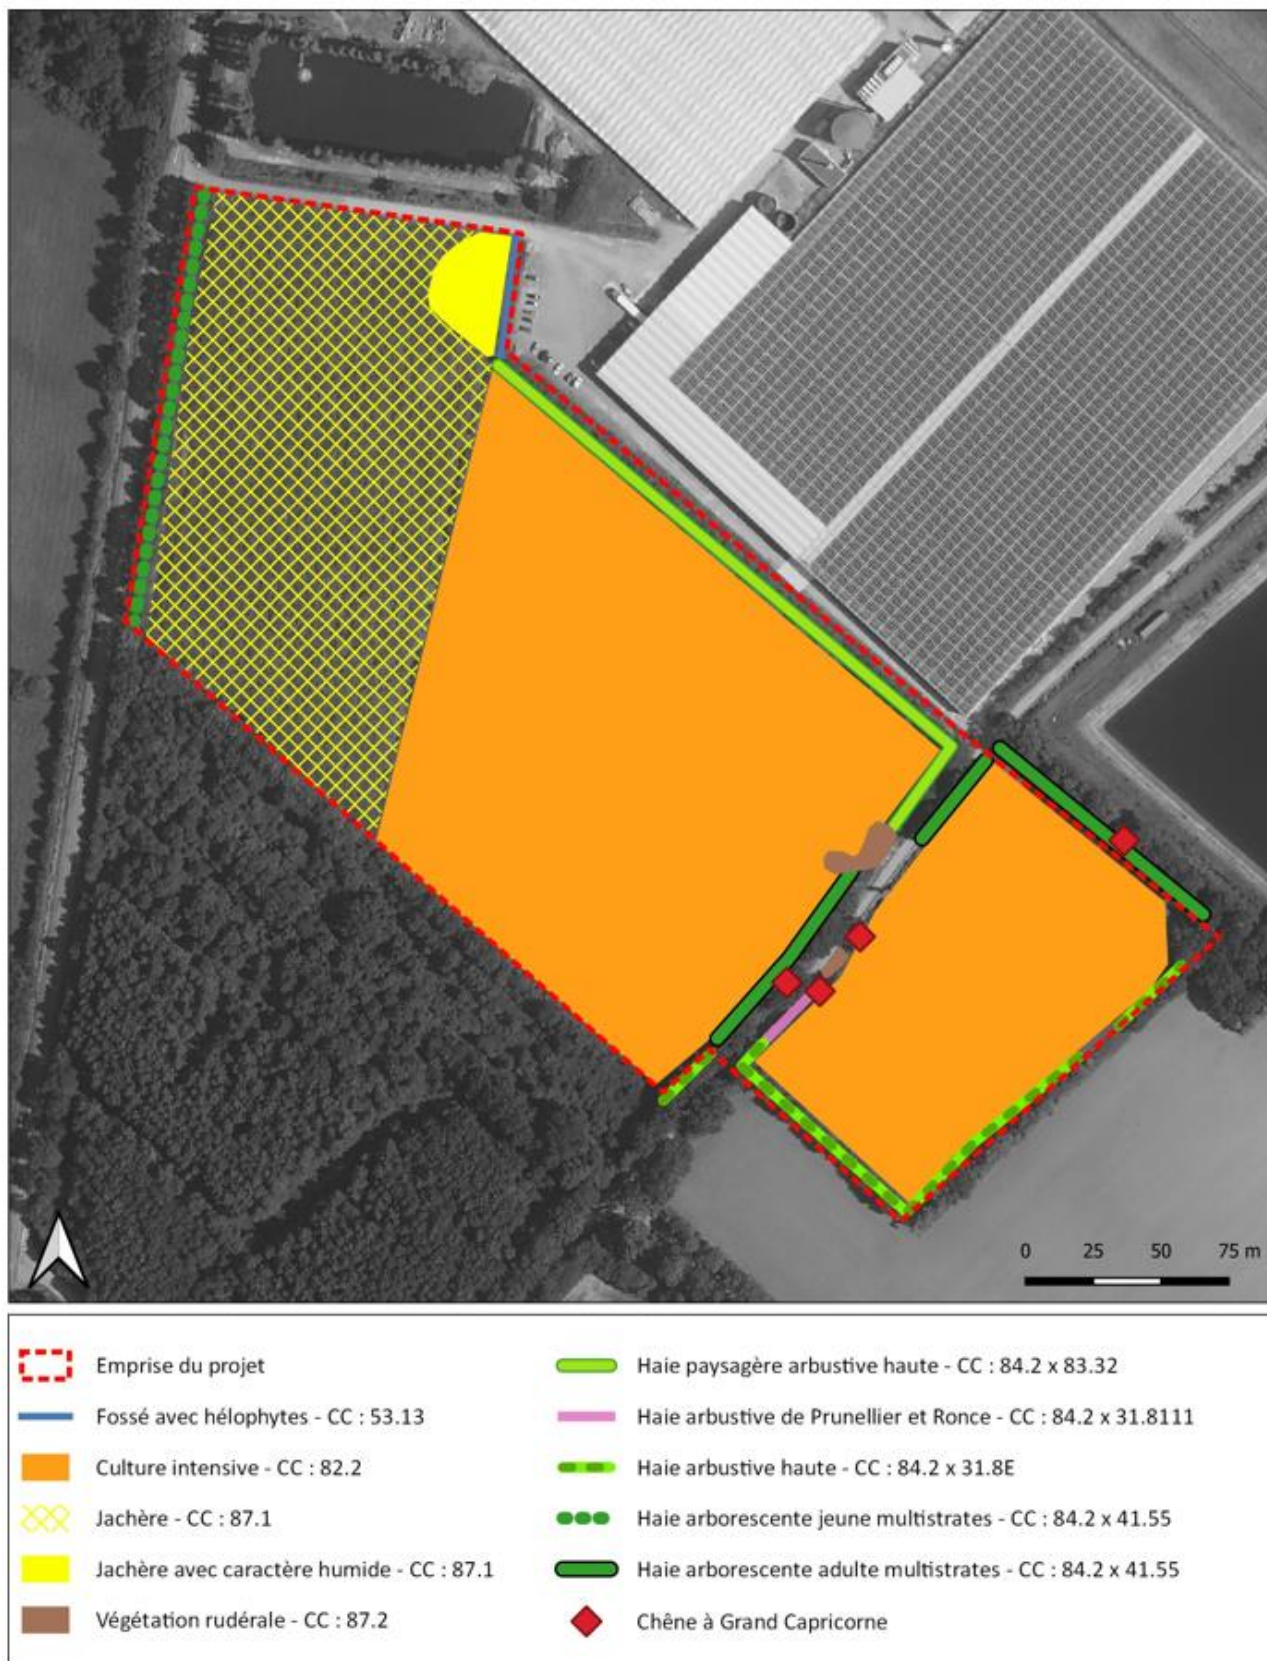 0 25 50 75 m
Emprise du projet
Fossé avec hélophytes - CC : 53.13
Culture intensive - CC : 82.2
Jachère - CC : 87.1
Jachère avec caractère humide - CC : 87.1
Végétation rudérale - CC : 87.2
Haie paysagère arbustive haute - CC : 84.2 x 83.32
Haie arbustive de Prunellier et Ronce - CC : 84.2 x 31.8111
Haie arbustive haute - CC : 84.2 x 31.8E
Haie arborescente jeune multistrates - CC : 84.2 x 41.55
Haie arborescente adulte multistrates - CC : 84.2 x 41.55
Chêne à Grand Capricorne